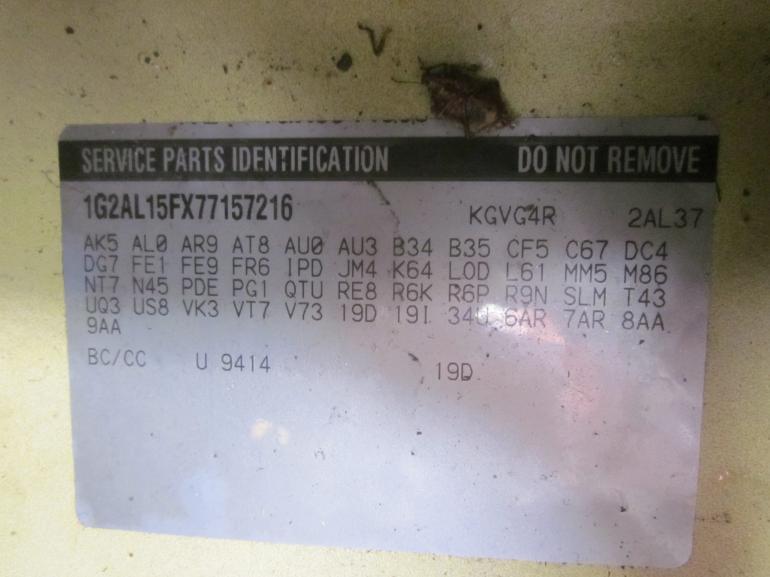 SERVICE PARTS IDENTIFICATION DO NOT REMOVE
1G2AL15FX77157216 KGVG4R 2AL37
AK5 AL0 AR9 AT8 AU0 AU3 B34 B35 CF5 C67 DC4
DG7 FE1 FE9 FR6 IPD JM4 K64 LOD L61 MM5 M86
NT7 N45 PDE PG1 QTU RE8 R6K R6P R9N SLM T43
UQ3 US8 VK3 VT7 V73 19D 19I 34U 6AR 7AR 8AA
9AA
BC/CC U 9414 19D